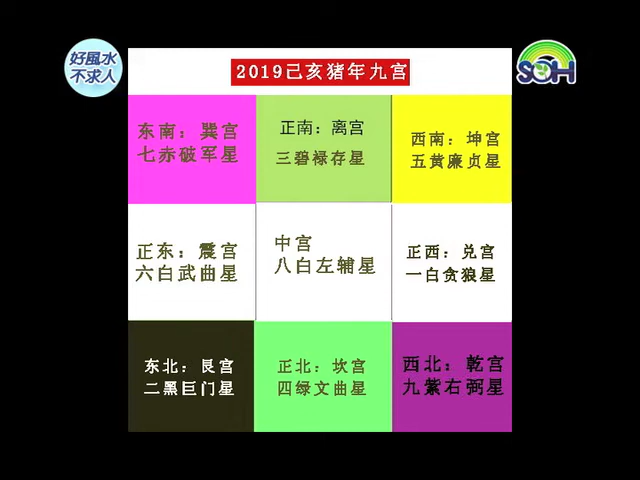 好風水
不求人
2019己亥猪年九宫
SOH
东南：巽宫
七赤破军星
正南：离宫
三碧禄存星
西南：坤宫
五黄廉贞星
正东：震宫
六白武曲星
中宫
八白左辅星
正西：兑宫
一白贪狼星
东北：艮宫
二黑巨门星
正北：坎宫
四绿文曲星
西北：乾宫
九紫右弼星